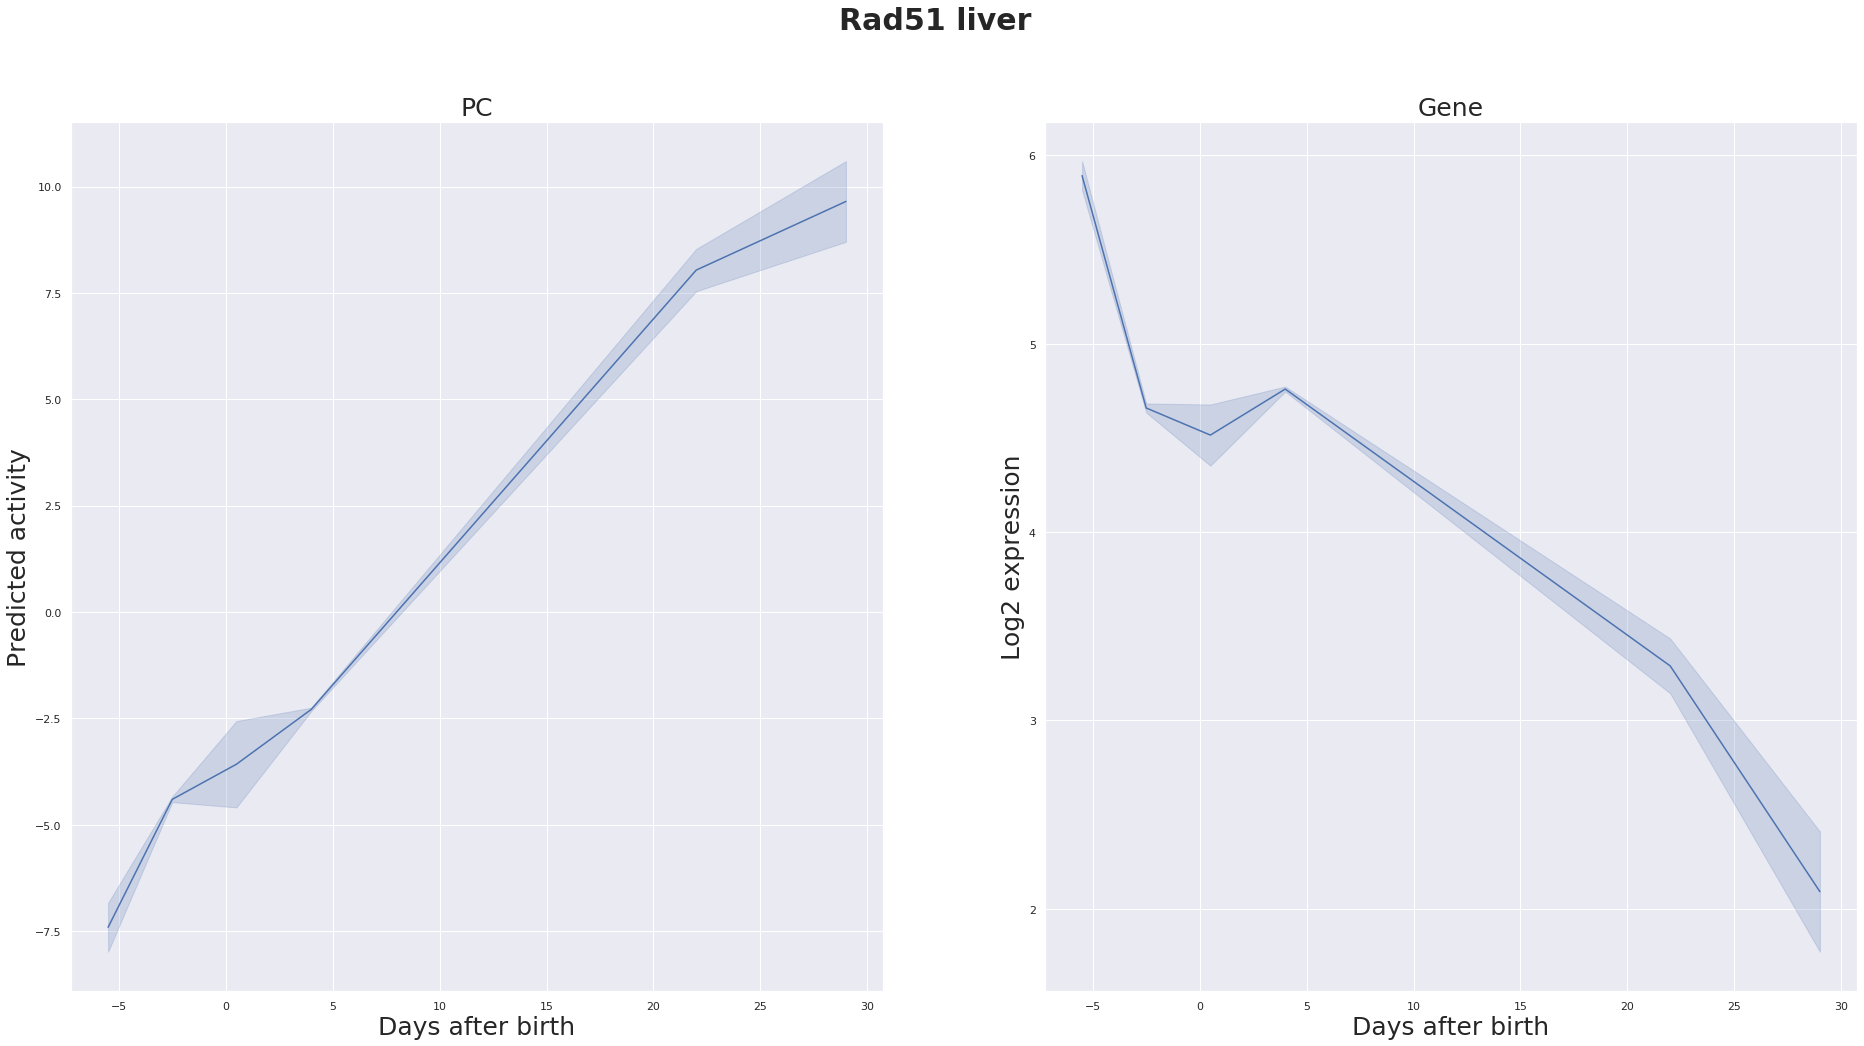 Rad51 liver
PC
Predicted activity
10.0
7.5
5.0
2.5
0.0
−2.5
−5.0
−7.5
−5 0 5 10 15 20 25 30
Days after birth
Gene
Log2 expression
6
5
4
3
2
−5 0 5 10 15 20 25 30
Days after birth